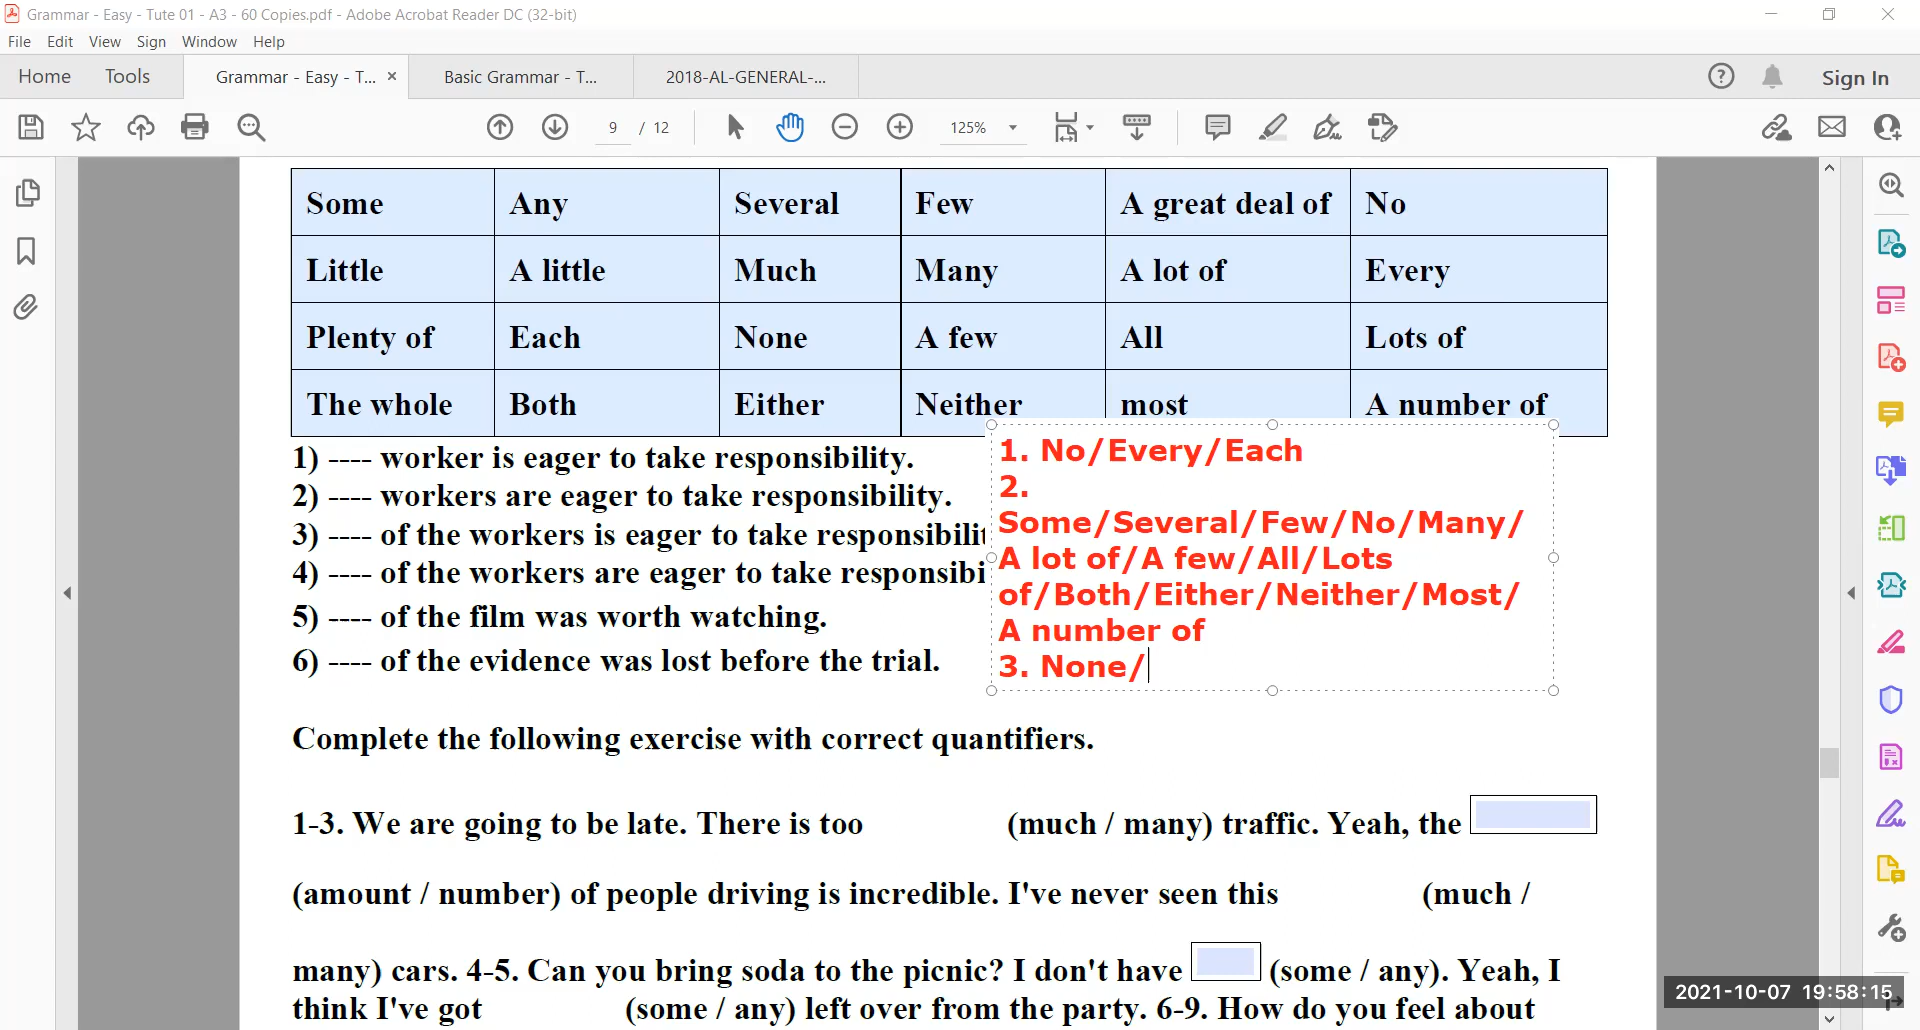 Grammar - Easy - Tute 01 - A3 - 60 Copies.pdf - Adobe Acrobat Reader DC (32-bit)
File Edit View Sign Window Help
Home Tools Grammar - Easy - T... × Basic Grammar - T... 2018-AL-GENERAL-... Sign In
9 / 12 125%
Some Any Several Few A great deal of No
Little A little Much Many A lot of Every
Plenty of Each None A few All Lots of
The whole Both Either Neither most A number of
1) ---- worker is eager to take responsibility.
2) ---- workers are eager to take responsibility.
3) ---- of the workers is eager to take responsibilit
4) ---- of the workers are eager to take responsibi
5) ---- of the film was worth watching.
6) ---- of the evidence was lost before the trial.
1. No/Every/Each
2.
Some/Several/Few/No/Many/
A lot of/A few/All/Lots
of/Both/Either/Neither/Most/
A number of
3. None/
Complete the following exercise with correct quantifiers.
1-3. We are going to be late. There is too (much / many) traffic. Yeah, the
(amount / number) of people driving is incredible. I've never seen this (much /
many) cars. 4-5. Can you bring soda to the picnic? I don't have (some / any). Yeah, I
think I've got (some / any) left over from the party. 6-9. How do you feel about
2021-10-07 19:58:15